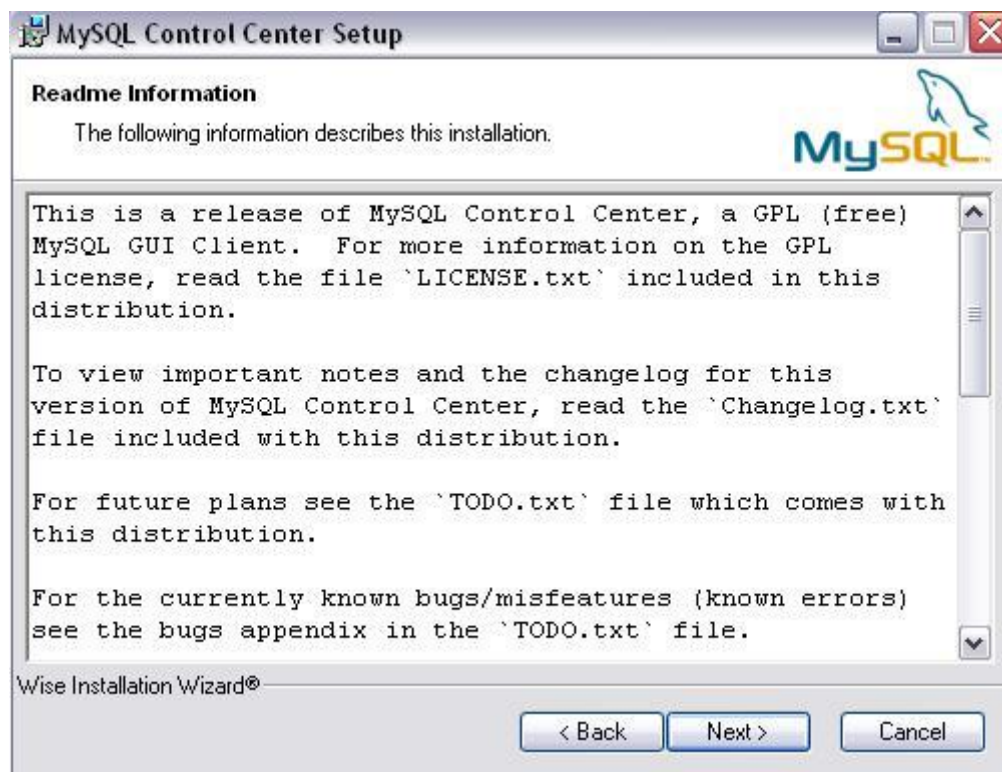 MySQL Control Center Setup
Readme Information
The following information describes this installation.
MySQL
This is a release of MySQL Control Center, a GPL (free)
MySQL GUI Client.  For more information on the GPL
license, read the file `LICENSE.txt` included in this
distribution.
To view important notes and the changelog for this
version of MySQL Control Center, read the `Changelog.txt`
file included with this distribution.
For future plans see the `TODO.txt` file which comes with
this distribution.
For the currently known bugs/misfeatures (known errors)
see the bugs appendix in the `TODO.txt` file.
Wise Installation Wizard®
< Back Next > Cancel